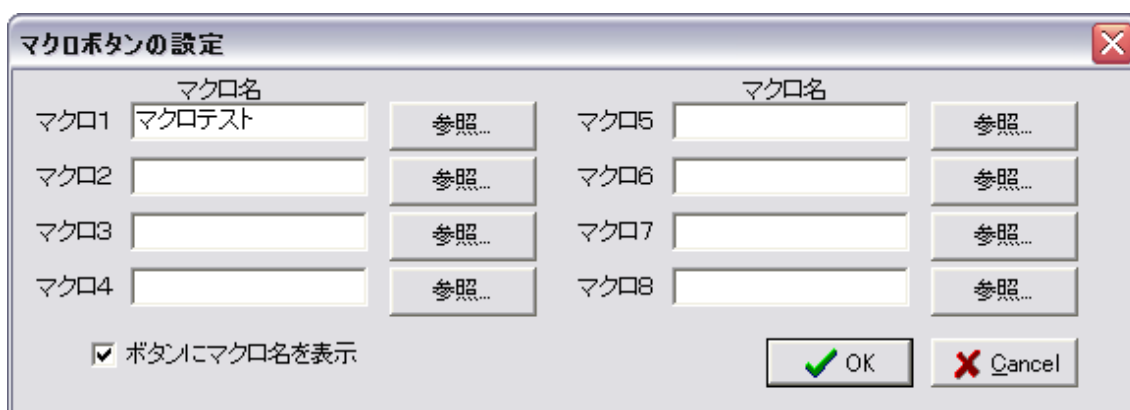 マクロボタンの設定
マクロ名 マクロ名
マクロ1 マクロテスト 参照... マクロ5 参照...
マクロ2 参照... マクロ6 参照...
マクロ3 参照... マクロ7 参照...
マクロ4 参照... マクロ8 参照...
ボタンにマクロ名を表示 OK Cancel